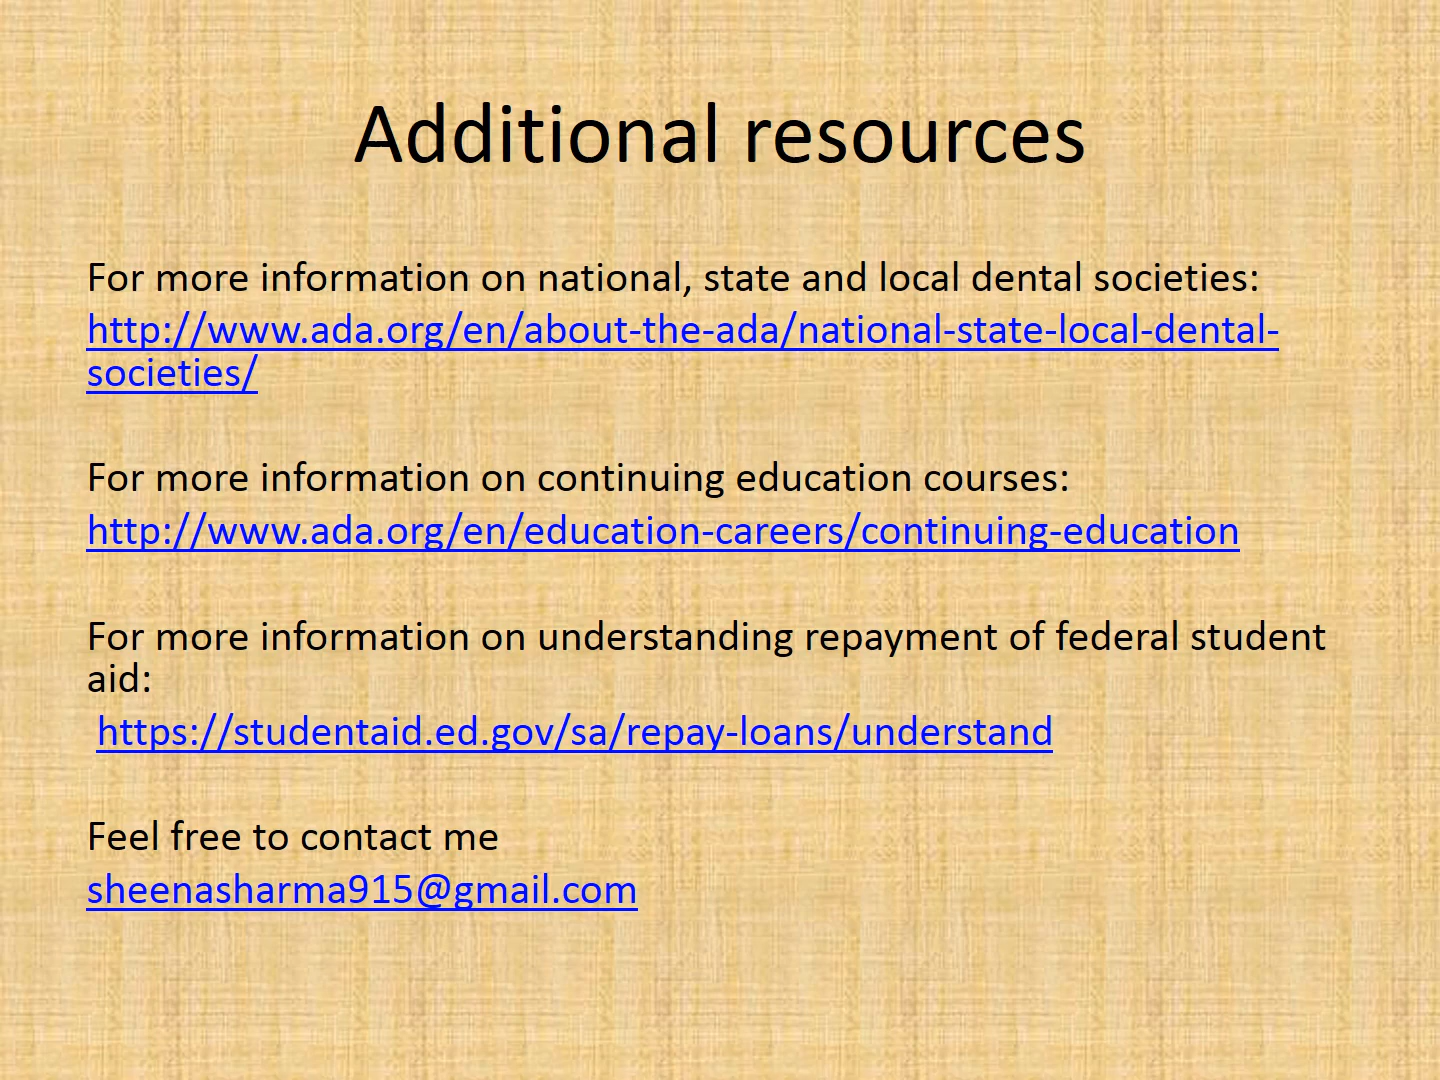 Additional resources
For more information on national, state and local dental societies:
http://www.ada.org/en/about-the-ada/national-state-local-dental-
societies/
For more information on continuing education courses:
http://www.ada.org/en/education-careers/continuing-education
For more information on understanding repayment of federal student
aid:
https://studentaid.ed.gov/sa/repay-loans/understand
Feel free to contact me
sheenasharma915@gmail.com